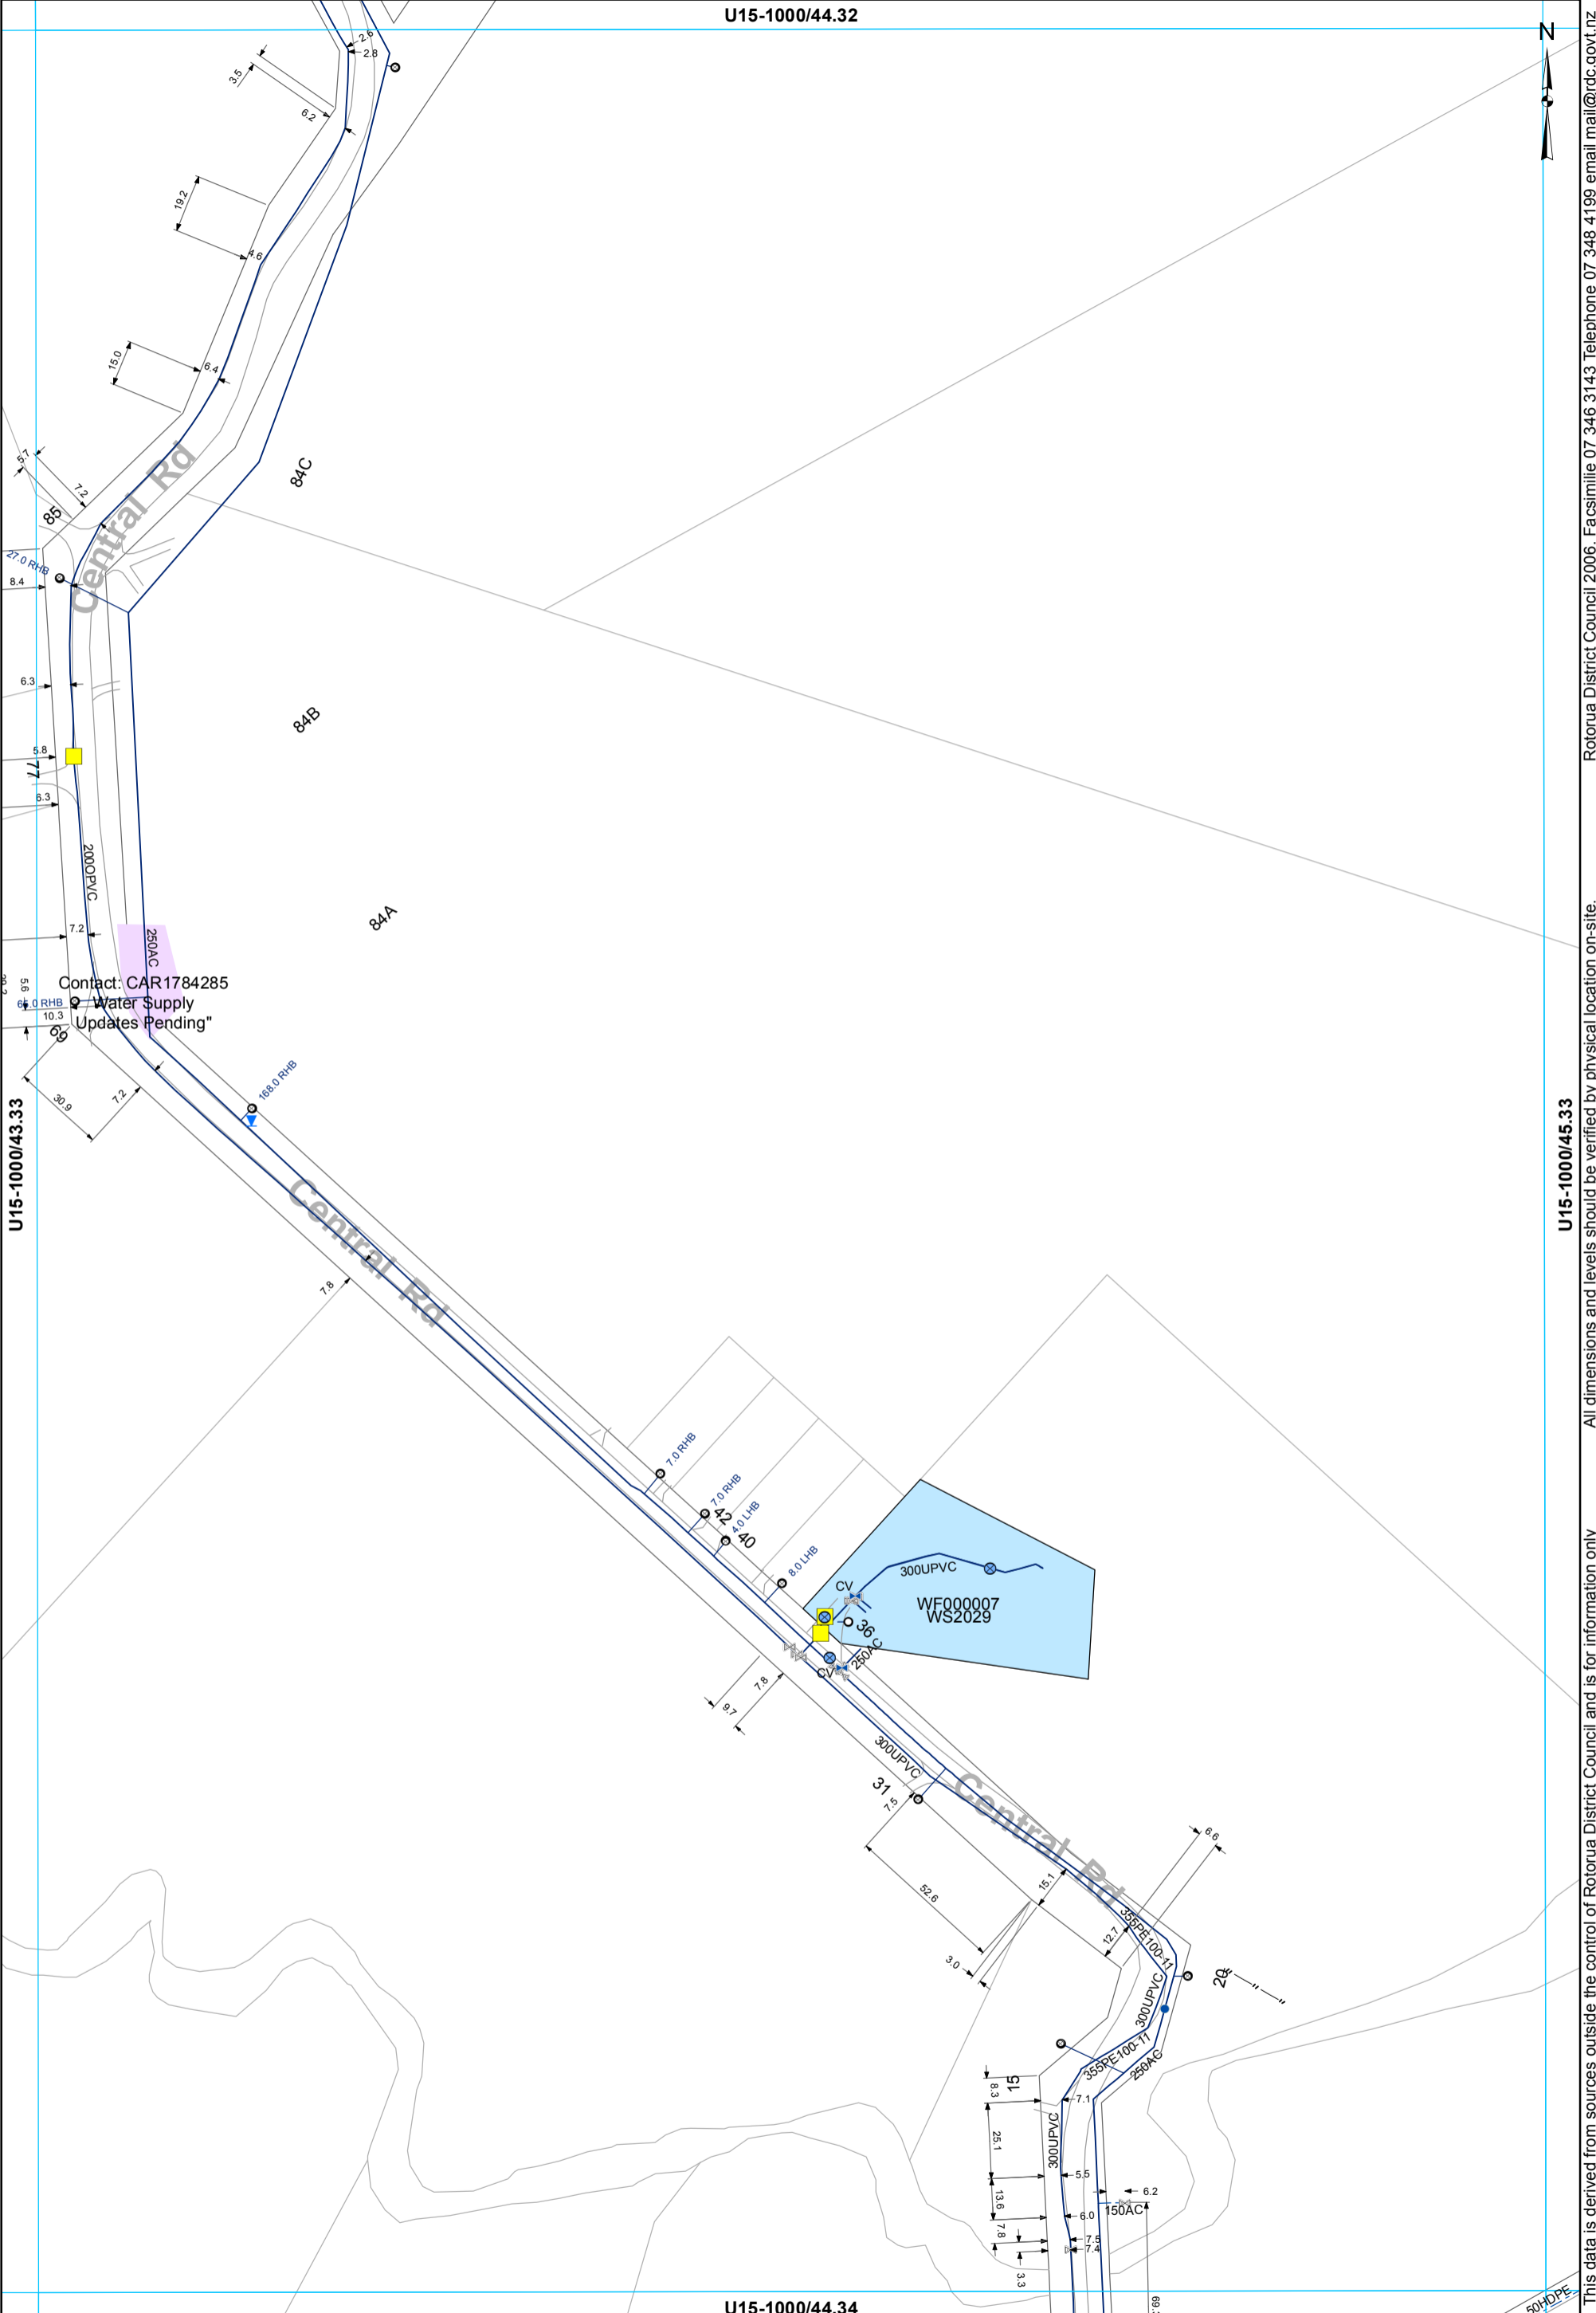 U15-1000/44.32
N
2.6
2.8
3.5
6.2
19.2
4.6
15.0
6.4
Central Rd
84C
5.7
7.2
85
27.0 RHB
8.4
6.3
84B
5.8
77
6.3
200OPVC
84A
7.2
250AC
Contact: CAR1784285
Water Supply
Updates Pending"
5.6
.0 RHB
10.3
69
30.9
7.2
168.0 RHB
U15-1000/43.33
U15-1000/45.33
Central Rd
7.8
7.0 RHB
7.0 RHB
42
4.0 LHB
40
8.0 LHB
CV
300UPVC
WF000007
WS2029
36
CV
250AC
7.8
9.7
300UPVC
31
7.5
Central Rd
52.6
15.1
6.6
3.0
12.7
355PE100-11
20
300UPVC
355PE100-11
250AC
15
8.3
7.1
300UPVC
25.1
5.5
13.6
6.2
150AC
6.0
7.8
7.5
7.4
3.3
50HDPE
U15-1000/44.34
Rotorua District Council 2006. Facsimilie 07 346 3143 Telephone 07 348 4199 email mail@rdc.govt.nz
All dimensions and levels should be verified by physical location on-site.
This data is derived from sources outside the control of Rotorua District Council and is for information only